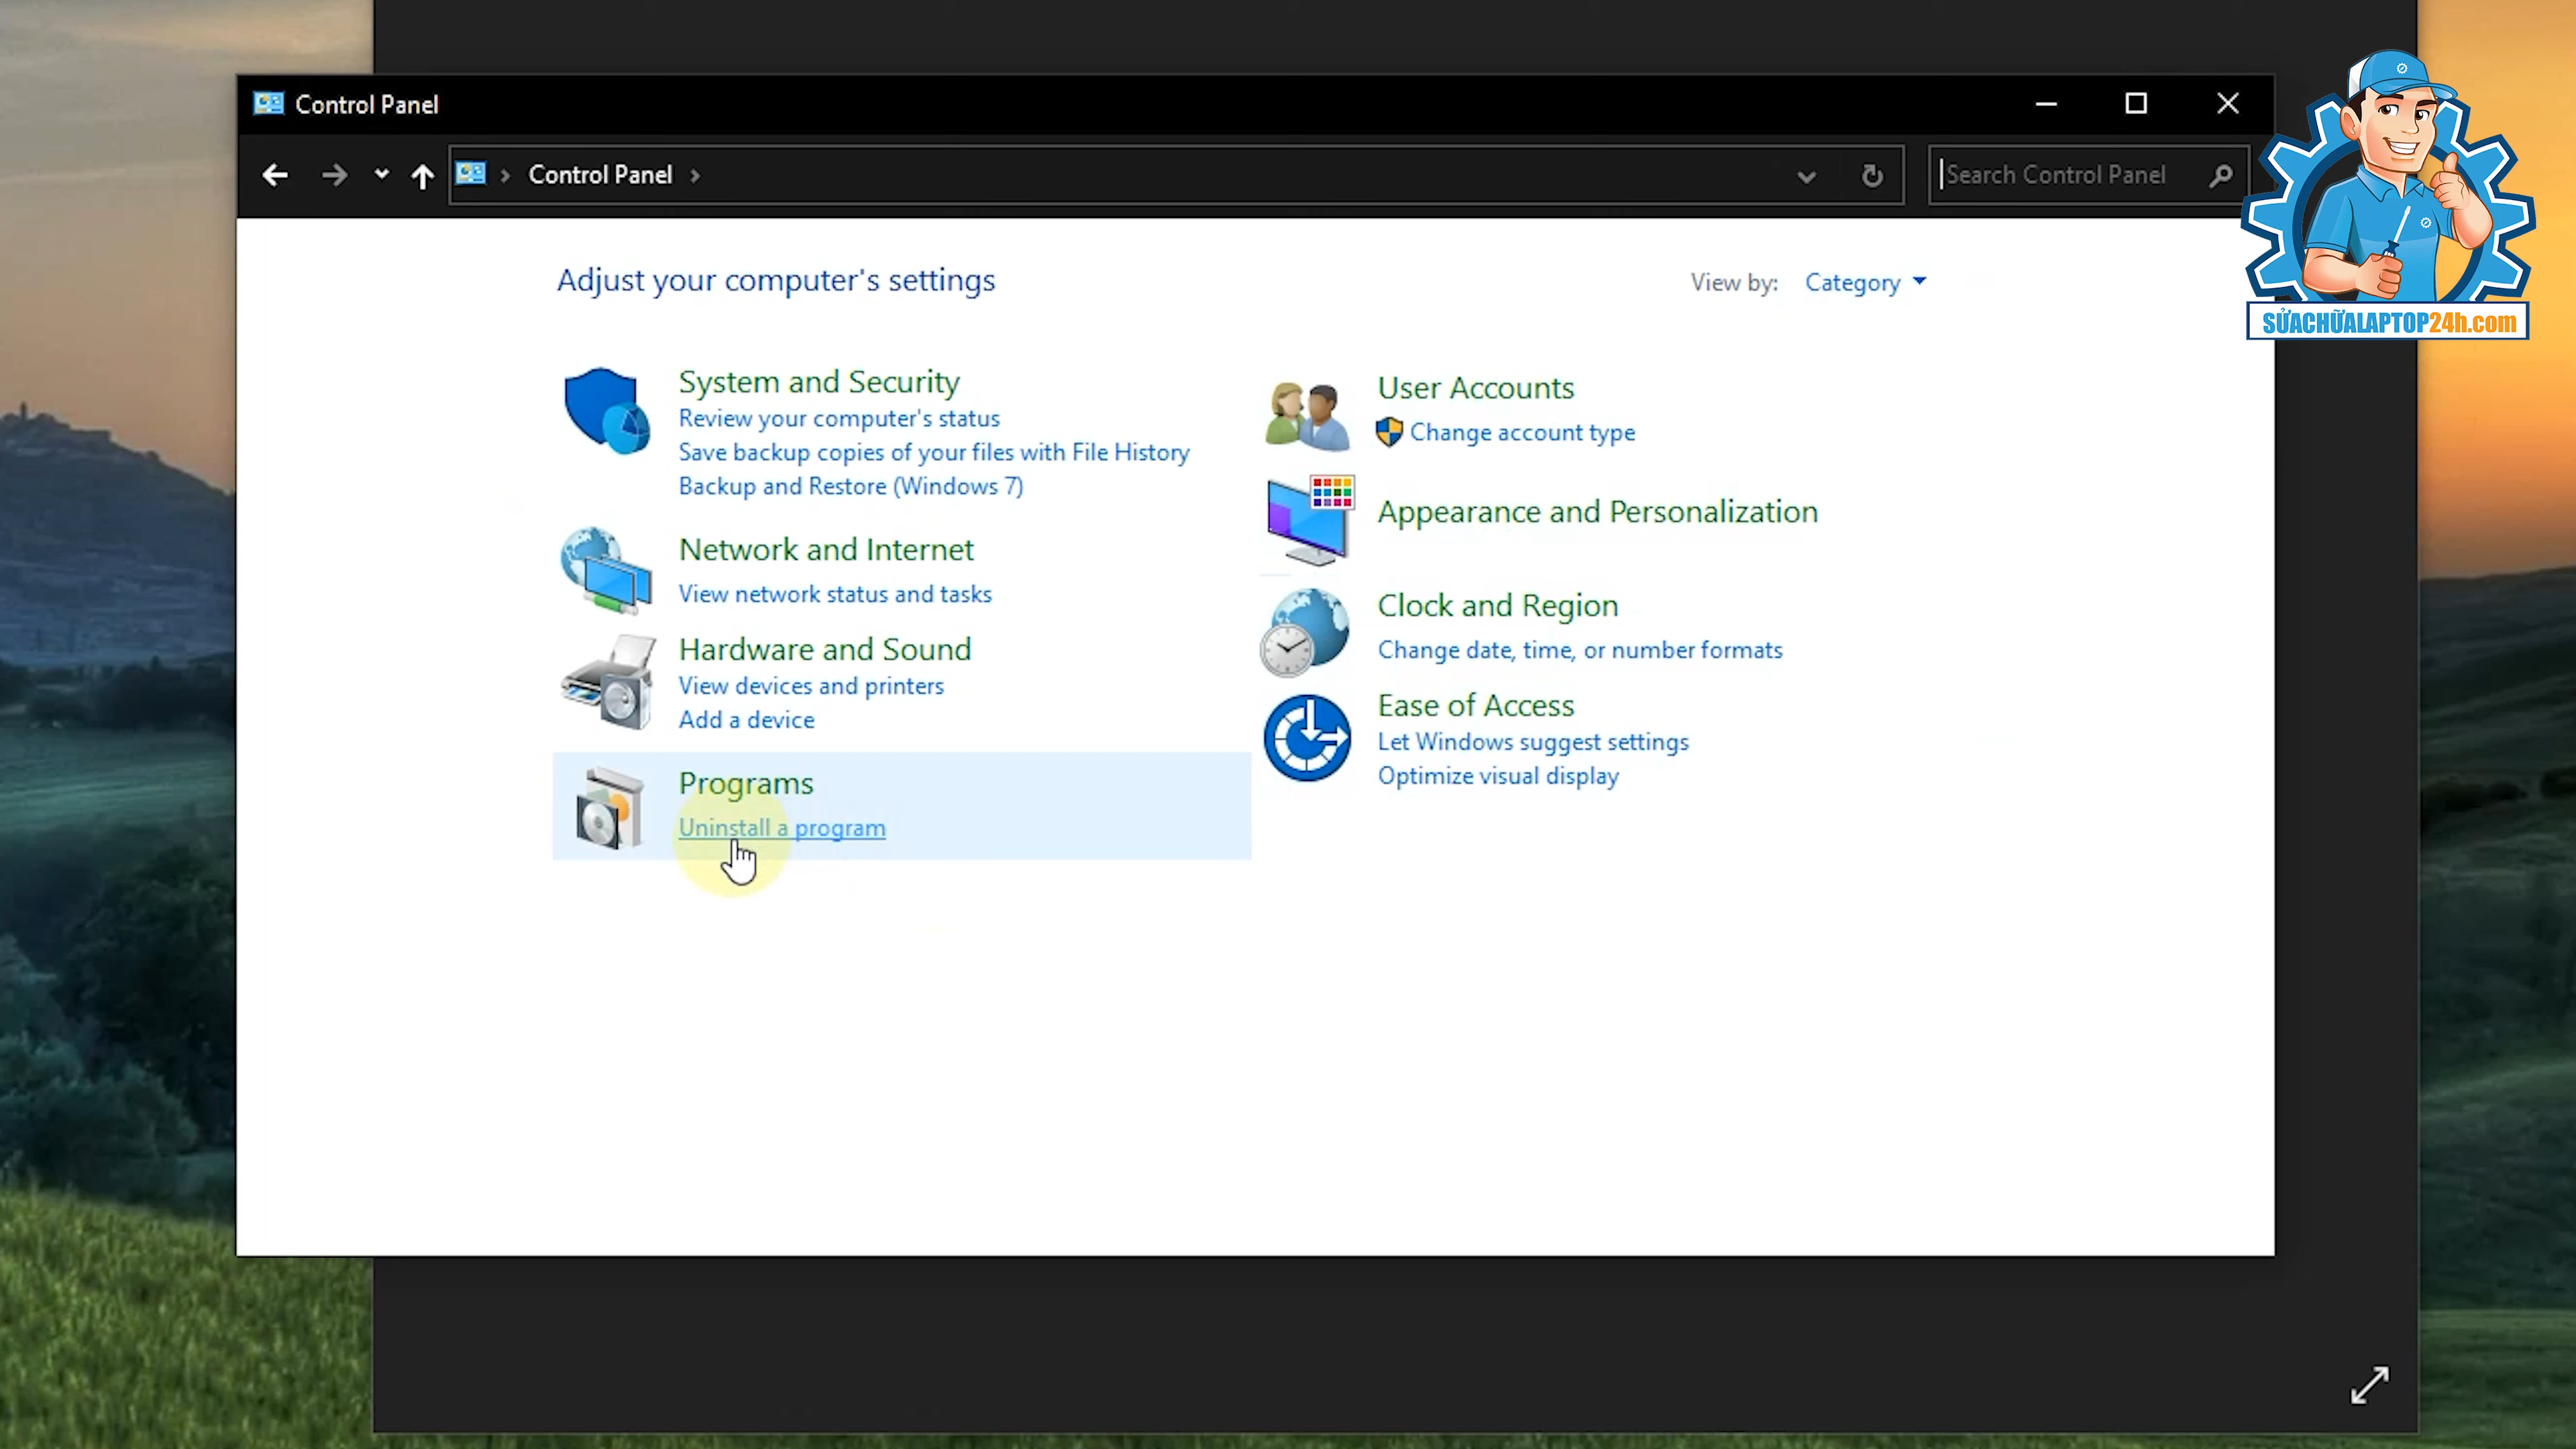 Control Panel
Control Panel
Search Control Panel
SỬACHỮALAPTOP24h.com
Adjust your computer's settings
View by: Category
System and Security
Review your computer's status
Save backup copies of your files with File History
Backup and Restore (Windows 7)
Network and Internet
View network status and tasks
Hardware and Sound
View devices and printers
Add a device
Programs
Uninstall a program
User Accounts
Change account type
Appearance and Personalization
Clock and Region
Change date, time, or number formats
Ease of Access
Let Windows suggest settings
Optimize visual display